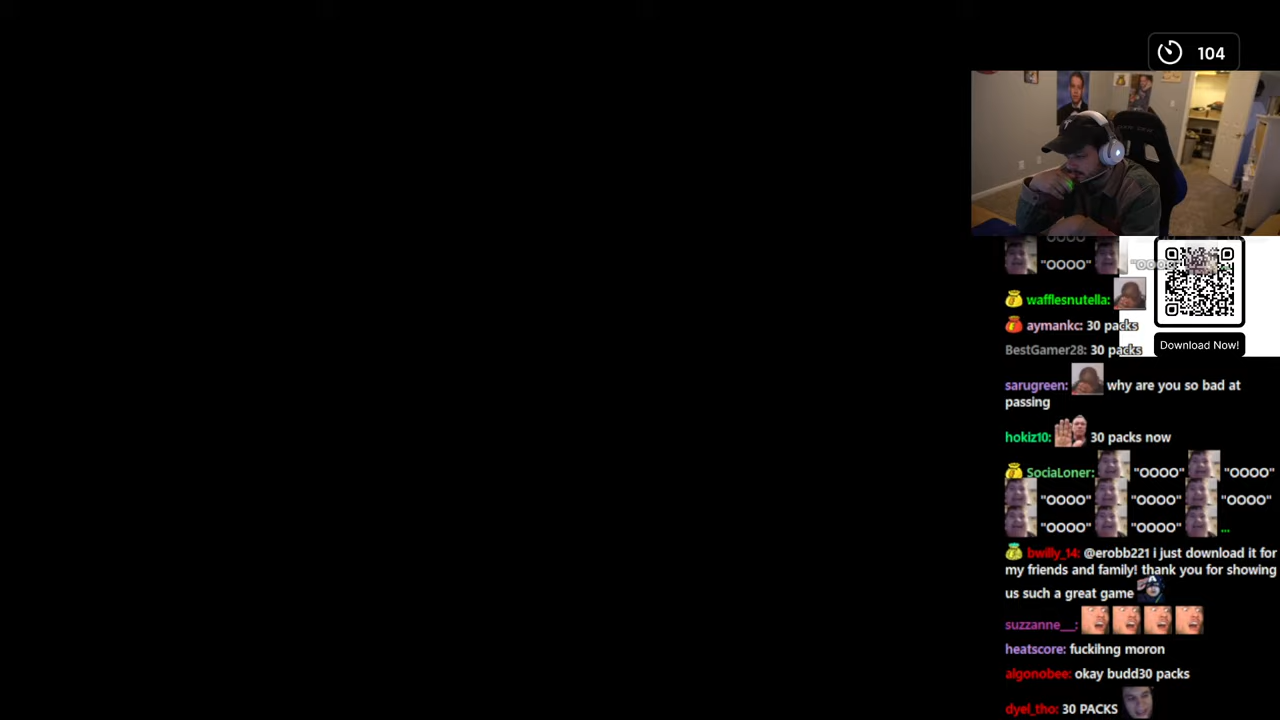 104
OOOO
"OOOO" "OOOO"
wafflesnutella:
aymankc: 30 packs
BestGamer28: 30 packs
Download Now!
sarugreen: why are you so bad at
passing
hokiz10: 30 packs now
SociaLoner: "OOOO" "OOOO"
"OOOO" "OOOO" "OOOO"
"OOOO" "OOOO" ...
bwilly_14: @erobb221 i just download it for
my friends and family! thank you for showing
us such a great game
suzzanne__:
heatscore: fuckihng moron
algonobee: okay budd30 packs
dyel_tho: 30 PACKS